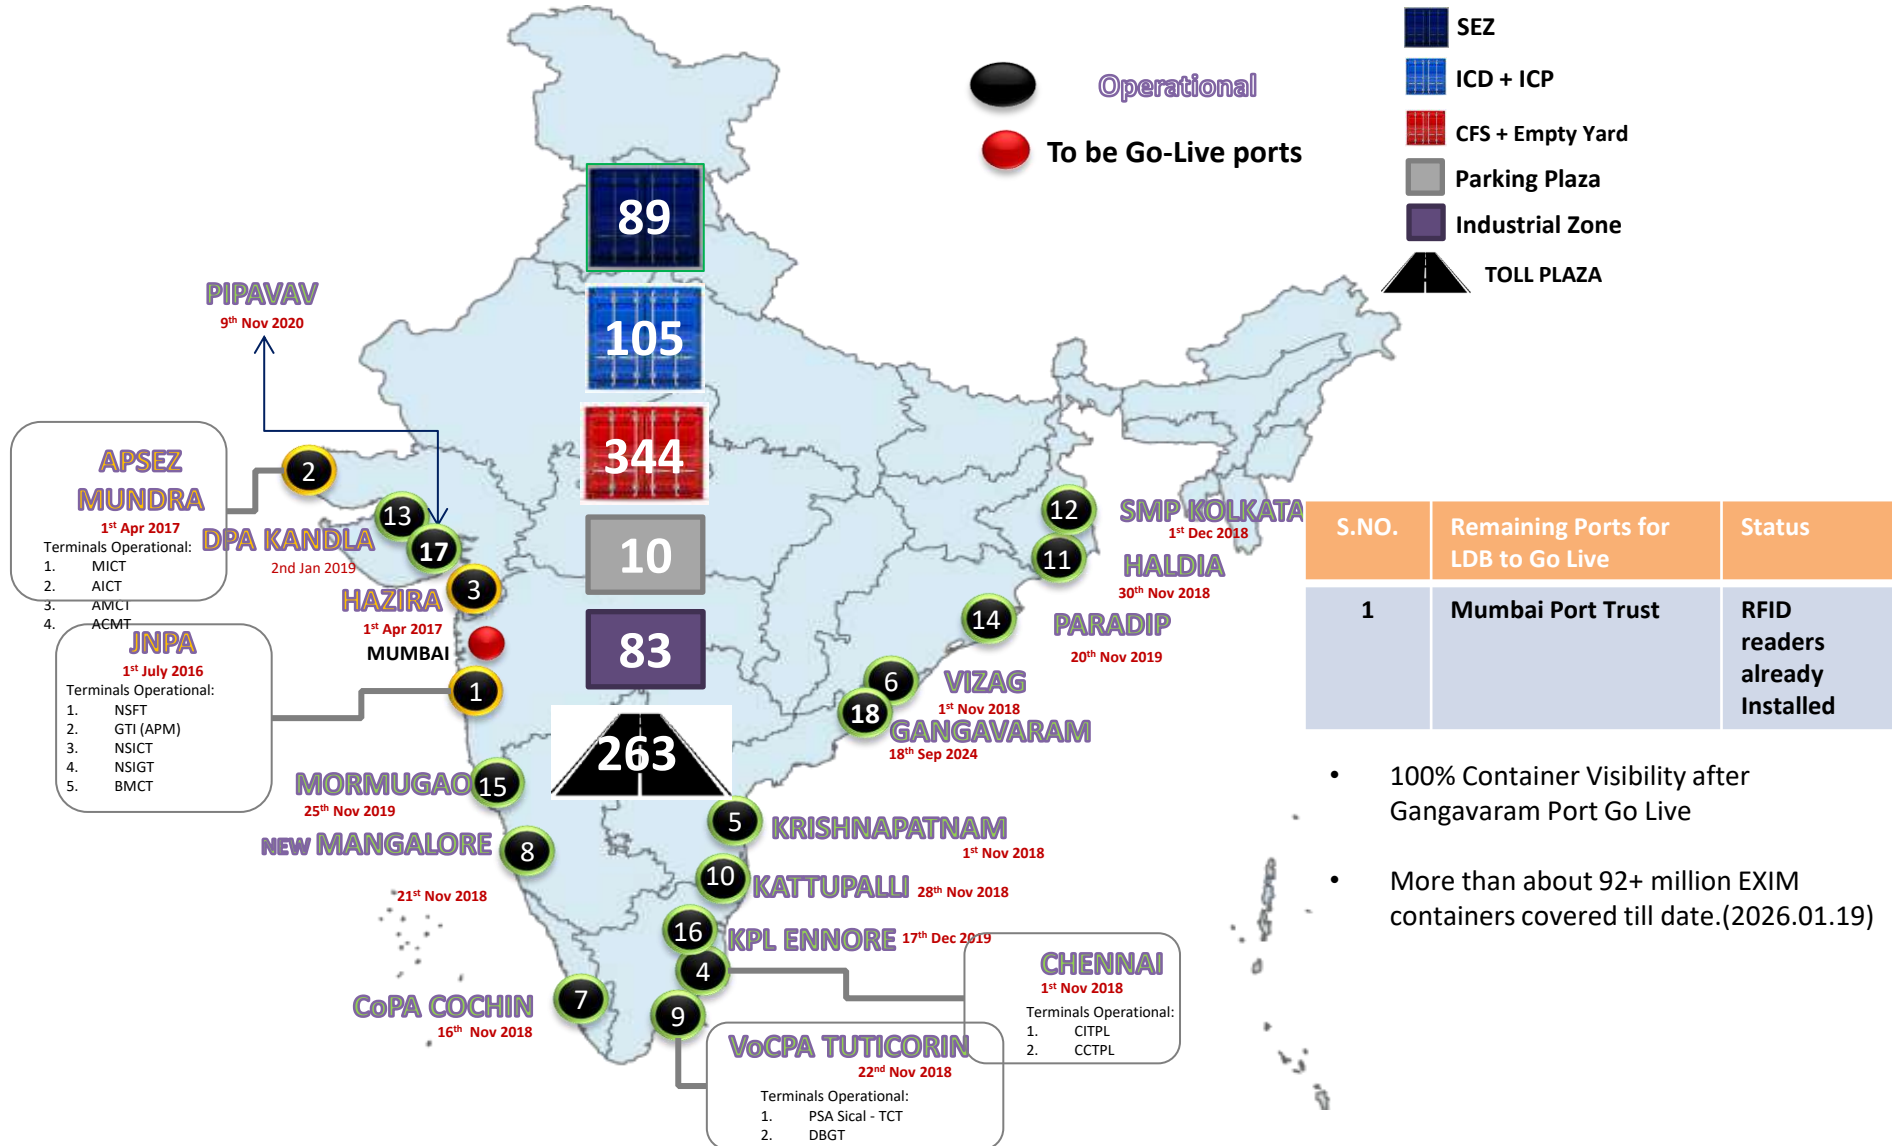 SEZ
ICD + ICP
CFS + Empty Yard
Parking Plaza
Industrial Zone
TOLL PLAZA
Operational
To be Go-Live ports
89
105
344
10
83
263
PIPAVAV
9th Nov 2020
APSEZ
MUNDRA
1st Apr 2017
Terminals Operational:
1. MICT
2. AICT
3. AMCT
4. ACMT
2
13
17
DPA KANDLA
2nd Jan 2019
3
HAZIRA
1st Apr 2017
MUMBAI
JNPA
1st July 2016
Terminals Operational:
1. NSFT
2. GTI (APM)
3. NSICT
4. NSIGT
5. BMCT
1
MORMUGAO
15
25th Nov 2019
NEW MANGALORE
8
21st Nov 2018
CoPA COCHIN
7
16th Nov 2018
12
SMP KOLKATA
1st Dec 2018
11
HALDIA
30th Nov 2018
14
PARADIP
20th Nov 2019
6
VIZAG
1st Nov 2018
18
GANGAVARAM
18th Sep 2024
5
KRISHNAPATNAM
1st Nov 2018
10
KATTUPALLI 28th Nov 2018
16
KPL ENNORE 17th Dec 2019
4
CHENNAI
1st Nov 2018
Terminals Operational:
1. CITPL
2. CCTPL
9
VoCPA TUTICORIN
22nd Nov 2018
Terminals Operational:
1. PSA Sical - TCT
2. DBGT
S.NO. Remaining Ports for Status
LDB to Go Live
1 Mumbai Port Trust RFID
readers
already
Installed
• 100% Container Visibility after
Gangavaram Port Go Live
• More than about 92+ million EXIM
containers covered till date.(2026.01.19)